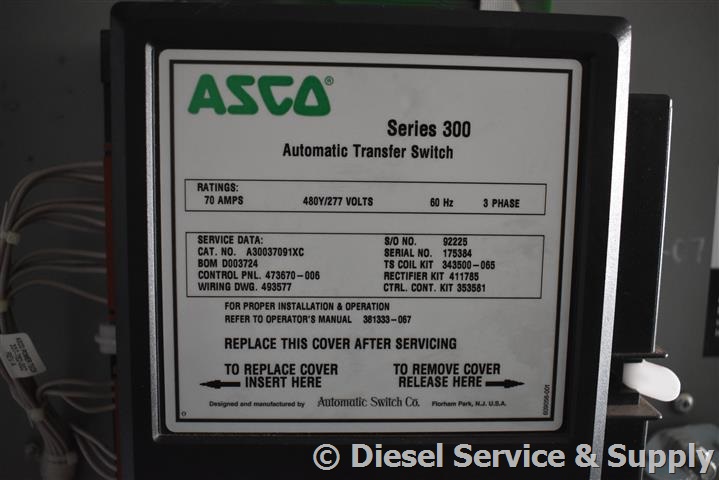 ASCO®
Series 300
Automatic Transfer Switch
RATINGS:
70 AMPS 480Y/277 VOLTS 60 Hz 3 PHASE
SERVICE DATA:
CAT. NO. A30037091XC
BOM D003724
CONTROL PNL. 473670-006
WIRING DWG. 493577
S/O NO. 92225
SERIAL NO. 175384
TS COIL KIT 343500-065
RECTIFIER KIT 411785
CTRL. CONT. KIT 353581
FOR PROPER INSTALLATION & OPERATION
REFER TO OPERATOR'S MANUAL 381333-067
REPLACE THIS COVER AFTER SERVICING
TO REPLACE COVER
INSERT HERE
TO REMOVE COVER
RELEASE HERE
Designed and manufactured by Automatic Switch Co. Florham Park, N.J. U.S.A.
© Diesel Service & Supply